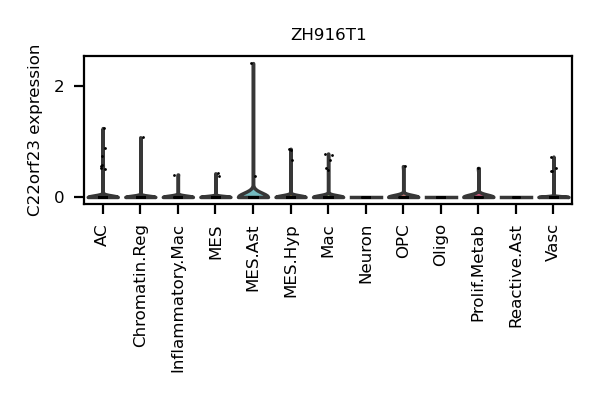 ZH916T1
C22orf23 expression
2
0
AC
Chromatin.Reg
Inflammatory.Mac
MES
MES.Ast
MES.Hyp
Mac
Neuron
OPC
Oligo
Prolif.Metab
Reactive.Ast
Vasc